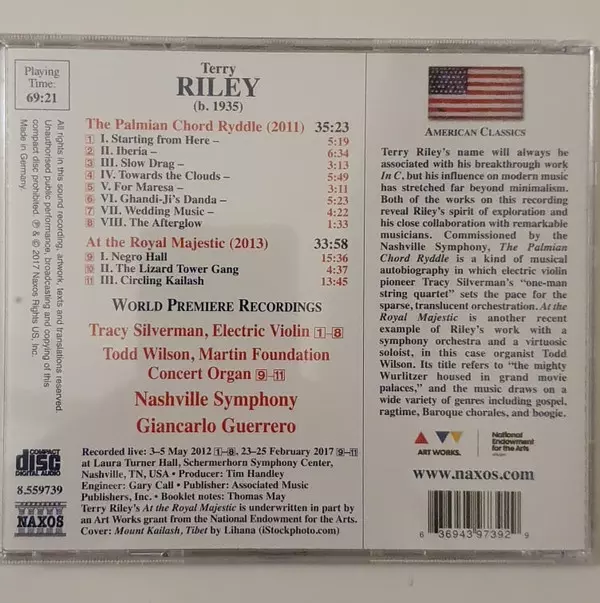 Playing
Time:
69:21
All rights in this sound recording, artwork, texts and translations reserved.
Unauthorised public performance, broadcasting and copying of this
compact disc prohibited. ℗ & © 2017 Naxos Rights US, Inc.
Made in Germany.
COMPACT
disc
DIGITAL AUDIO
8.559739
NAXOS
Terry
RILEY
(b. 1935)
The Palmian Chord Ryddle (2011) 35:23
1 I. Starting from Here – 5:19
2 II. Iberia – 6:34
3 III. Slow Drag – 3:13
4 IV. Towards the Clouds – 5:49
5 V. For Maresa – 3:11
6 VI. Ghandi-Ji's Danda – 5:23
7 VII. Wedding Music – 4:22
8 VIII. The Afterglow 1:33
At the Royal Majestic (2013) 33:58
9 I. Negro Hall 15:36
10 II. The Lizard Tower Gang 4:37
11 III. Circling Kailash 13:45
WORLD PREMIERE RECORDINGS
Tracy Silverman, Electric Violin 1–8
Todd Wilson, Martin Foundation
Concert Organ 9–11
Nashville Symphony
Giancarlo Guerrero
Recorded live: 3–5 May 2012 1–8, 23–25 February 2017 9–11
at Laura Turner Hall, Schermerhorn Symphony Center,
Nashville, TN, USA • Producer: Tim Handley
Engineer: Gary Call • Publisher: Associated Music
Publishers, Inc. • Booklet notes: Thomas May
Terry Riley's At the Royal Majestic is underwritten in part by
an Art Works grant from the National Endowment for the Arts.
Cover: Mount Kailash, Tibet by Lihana (iStockphoto.com)
AMERICAN CLASSICS
Terry Riley's name will always be
associated with his breakthrough work
In C, but his influence on modern music
has stretched far beyond minimalism.
Both of the works on this recording
reveal Riley's spirit of exploration and
his close collaboration with remarkable
musicians. Commissioned by the
Nashville Symphony, The Palmian
Chord Ryddle is a kind of musical
autobiography in which electric violin
pioneer Tracy Silverman's "one-man
string quartet" sets the pace for the
sparse, translucent orchestration. At the
Royal Majestic is another recent
example of Riley's work with a
symphony orchestra and a virtuosic
soloist, in this case organist Todd
Wilson. Its title refers to "the mighty
Wurlitzer housed in grand movie
palaces," and the music draws on a
wide variety of genres including gospel,
ragtime, Baroque chorales, and boogie.
ART WORKS.
National
Endowment
for the Arts
www.naxos.com
6 36943 97392 9